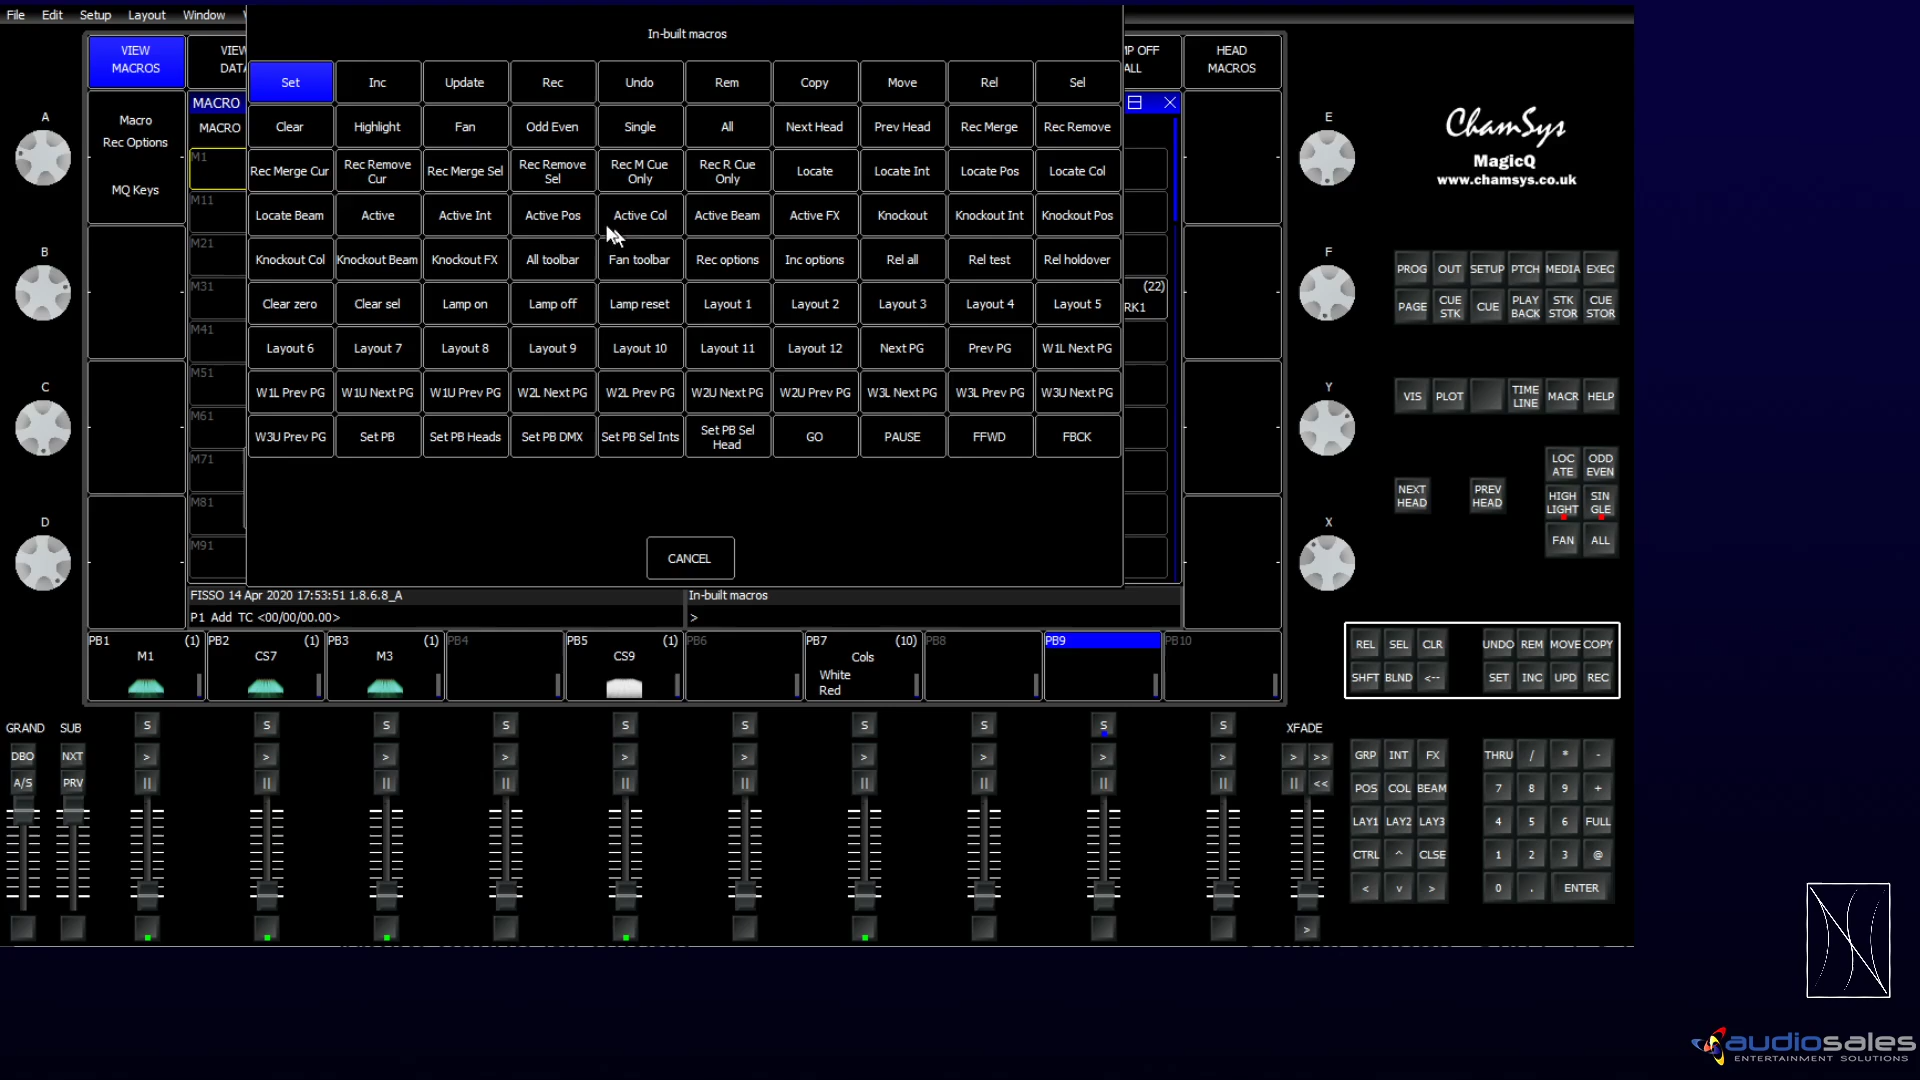 File Edit Setup Layout Window
In-built macros
VIEW MACROS
VIEW DATA
ALL
HEAD MACROS
Set Inc Update Rec Undo Rem Copy Move Rel Sel
MACRO
Clear Highlight Fan Odd Even Single All Next Head Prev Head Rec Merge Rec Remove
Rec Merge Cur Rec Remove Cur Rec Merge Sel Rec Remove Sel Rec M Cue Only Rec R Cue Only Locate Locate Int Locate Pos Locate Col
Locate Beam Active Active Int Active Pos Active Col Active Beam Active FX Knockout Knockout Int Knockout Pos
Knockout Col Knockout Beam Knockout FX All toolbar Fan toolbar Rec options Inc options Rel all Rel test Rel holdover
Clear zero Clear sel Lamp on Lamp off Lamp reset Layout 1 Layout 2 Layout 3 Layout 4 Layout 5
Layout 6 Layout 7 Layout 8 Layout 9 Layout 10 Layout 11 Layout 12 Next PG Prev PG W1L Next PG
W1L Prev PG W1U Next PG W1U Prev PG W2L Next PG W2L Prev PG W2U Next PG W2U Prev PG W3L Next PG W3L Prev PG W3U Next PG
W3U Prev PG Set PB Set PB Heads Set PB DMX Set PB Sel Ints Set PB Sel Head GO PAUSE FFWD FBCK
CANCEL
Macro
Rec Options
MQ Keys
MACRO
M1
M11
M21
M31
M41
M51
M61
M71
M81
M91
(22)
RK1
FISSO 14 Apr 2020 17:53:51 1.8.6.8_A
In-built macros
P1 Add TC <00/00/00.00>
>
PB1 (1) PB2 (1) PB3 (1) PB4 PB5 (1) PB6 PB7 (10) PB8 PB9 PB10
M1 CS7 M3 CS9 Cols
White
Red
A
B
C
D
E
F
Y
X
ChamSys
MagicQ
www.chamsys.co.uk
PROG OUT SETUP PTCH MEDIA EXEC
PAGE CUE STK CUE PLAY BACK STK STOR CUE STOR
VIS PLOT TIME LINE MACR HELP
LOC ATE ODD EVEN
NEXT HEAD PREV HEAD HIGH LIGHT SIN GLE
FAN ALL
REL SEL CLR UNDO REM MOVE COPY
SHFT BLND <-- SET INC UPD REC
GRAND SUB S S S S S S S S S S XFADE
DBO NXT > > > > > > > > > > > >>
A/S PRV || || || || || || || || || || || <<
>
GRP INT FX THRU / * -
POS COL BEAM 7 8 9 +
LAY1 LAY2 LAY3 4 5 6 FULL
CTRL ^ CLSE 1 2 3 @
< v > 0 . ENTER
audiosales
ENTERTAINMENT SOLUTIONS